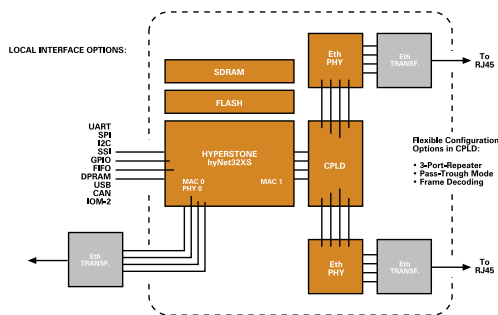 LOCAL INTERFACE OPTIONS:
SDRAM
FLASH
UART
SPI
I2C
SSI
GPIO
FIFO
DPRAM
USB
CAN
IOM-2
HYPERSTONE
hyNet32XS
MAC 0
PHY 0
MAC 1
CPLD
Eth
PHY
Eth
TRANSF.
To
RJ45
Flexible Configuration
Options in CPLD:
• 3-Port-Repeater
• Pass-Trough Mode
• Frame Decoding
Eth
TRANSF.
Eth
PHY
Eth
TRANSF.
To
RJ45